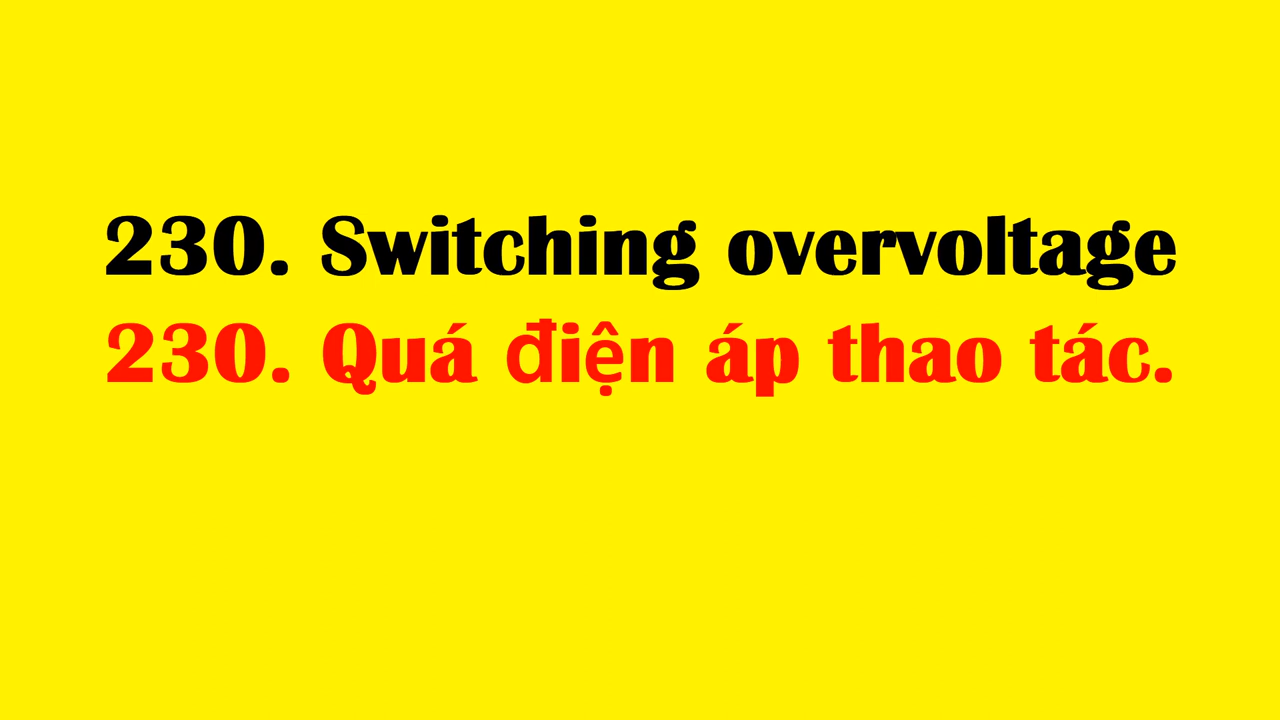 230. Switching overvoltage
230. Quá điện áp thao tác.